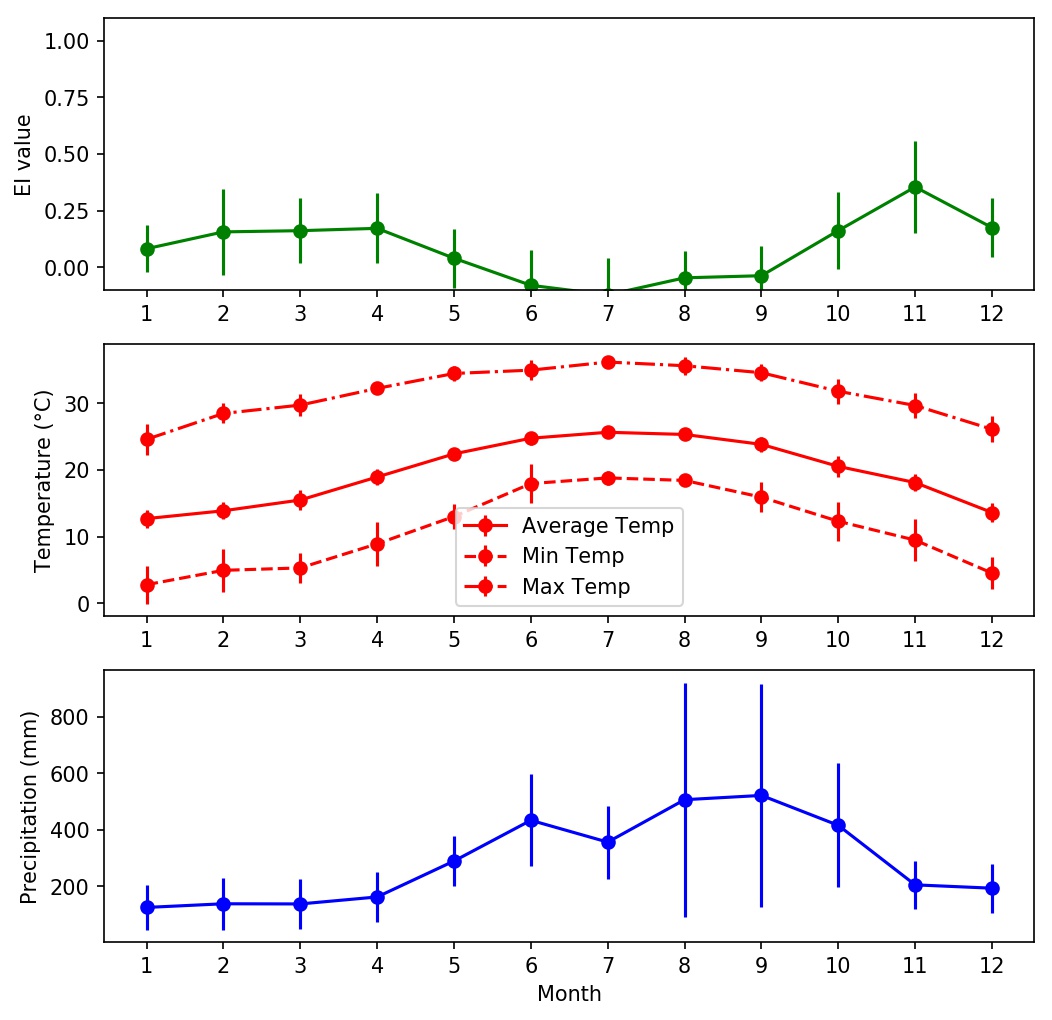 EI value
1.00
0.75
0.50
0.25
0.00
1 2 3 4 5 6 7 8 9 10 11 12
Temperature (°C)
30
20
10
0
Average Temp
Min Temp
Max Temp
1 2 3 4 5 6 7 8 9 10 11 12
Precipitation (mm)
800
600
400
200
1 2 3 4 5 6 7 8 9 10 11 12
Month